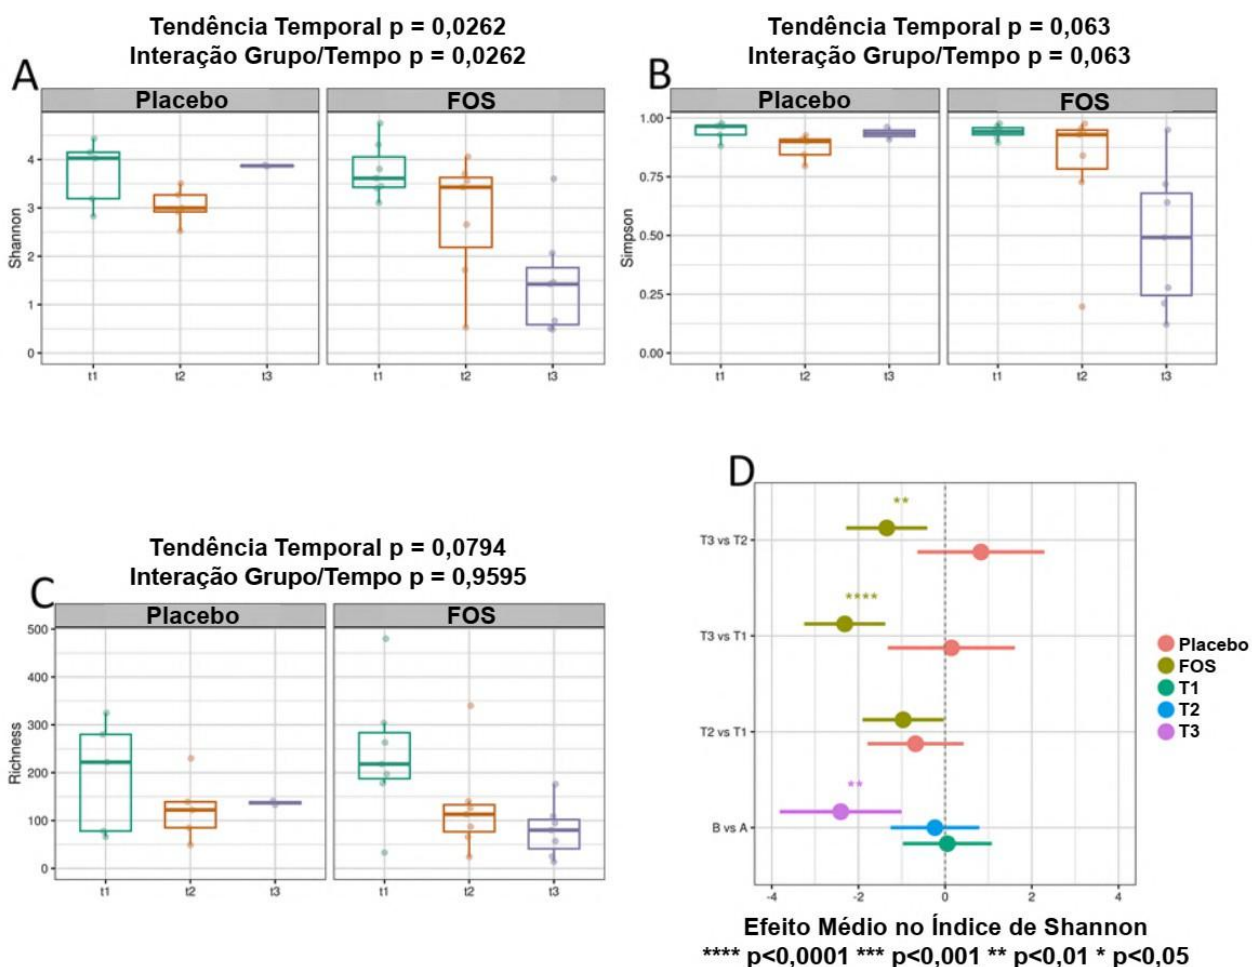 Tendência Temporal p = 0,0262
Interação Grupo/Tempo p = 0,0262
A
Placebo
FOS
Shannon
4
3
2
1
0
t1
t2
t3
t1
t2
t3
Tendência Temporal p = 0,063
Interação Grupo/Tempo p = 0,063
B
Placebo
FOS
Simpson
1.00
0.75
0.50
0.25
0.00
t1
t2
t3
t1
t2
t3
Tendência Temporal p = 0,0794
Interação Grupo/Tempo p = 0,9595
C
Placebo
FOS
Richness
500
400
300
200
100
0
t1
t2
t3
t1
t2
t3
D
**
T3 vs T2
****
T3 vs T1
T2 vs T1
**
B vs A
-4
-2
0
2
4
Placebo
FOS
T1
T2
T3
Efeito Médio no Índice de Shannon
**** p<0,0001 *** p<0,001 ** p<0,01 * p<0,05